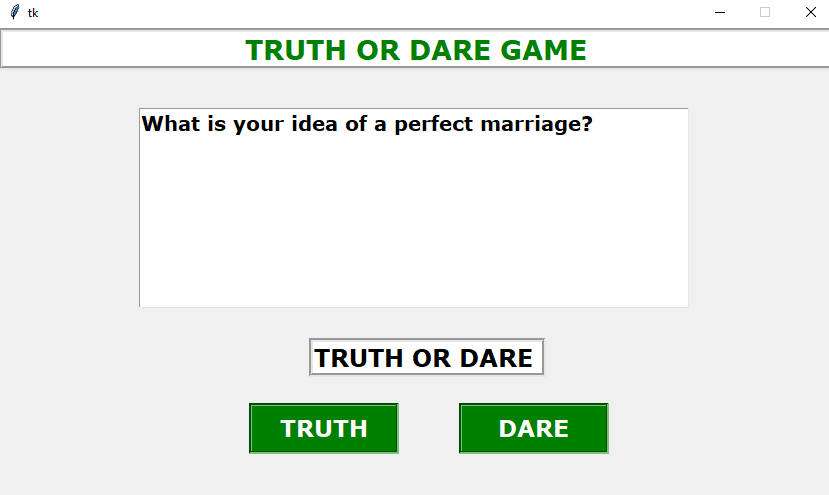 tk
TRUTH OR DARE GAME
What is your idea of a perfect marriage?
TRUTH OR DARE
TRUTH
DARE